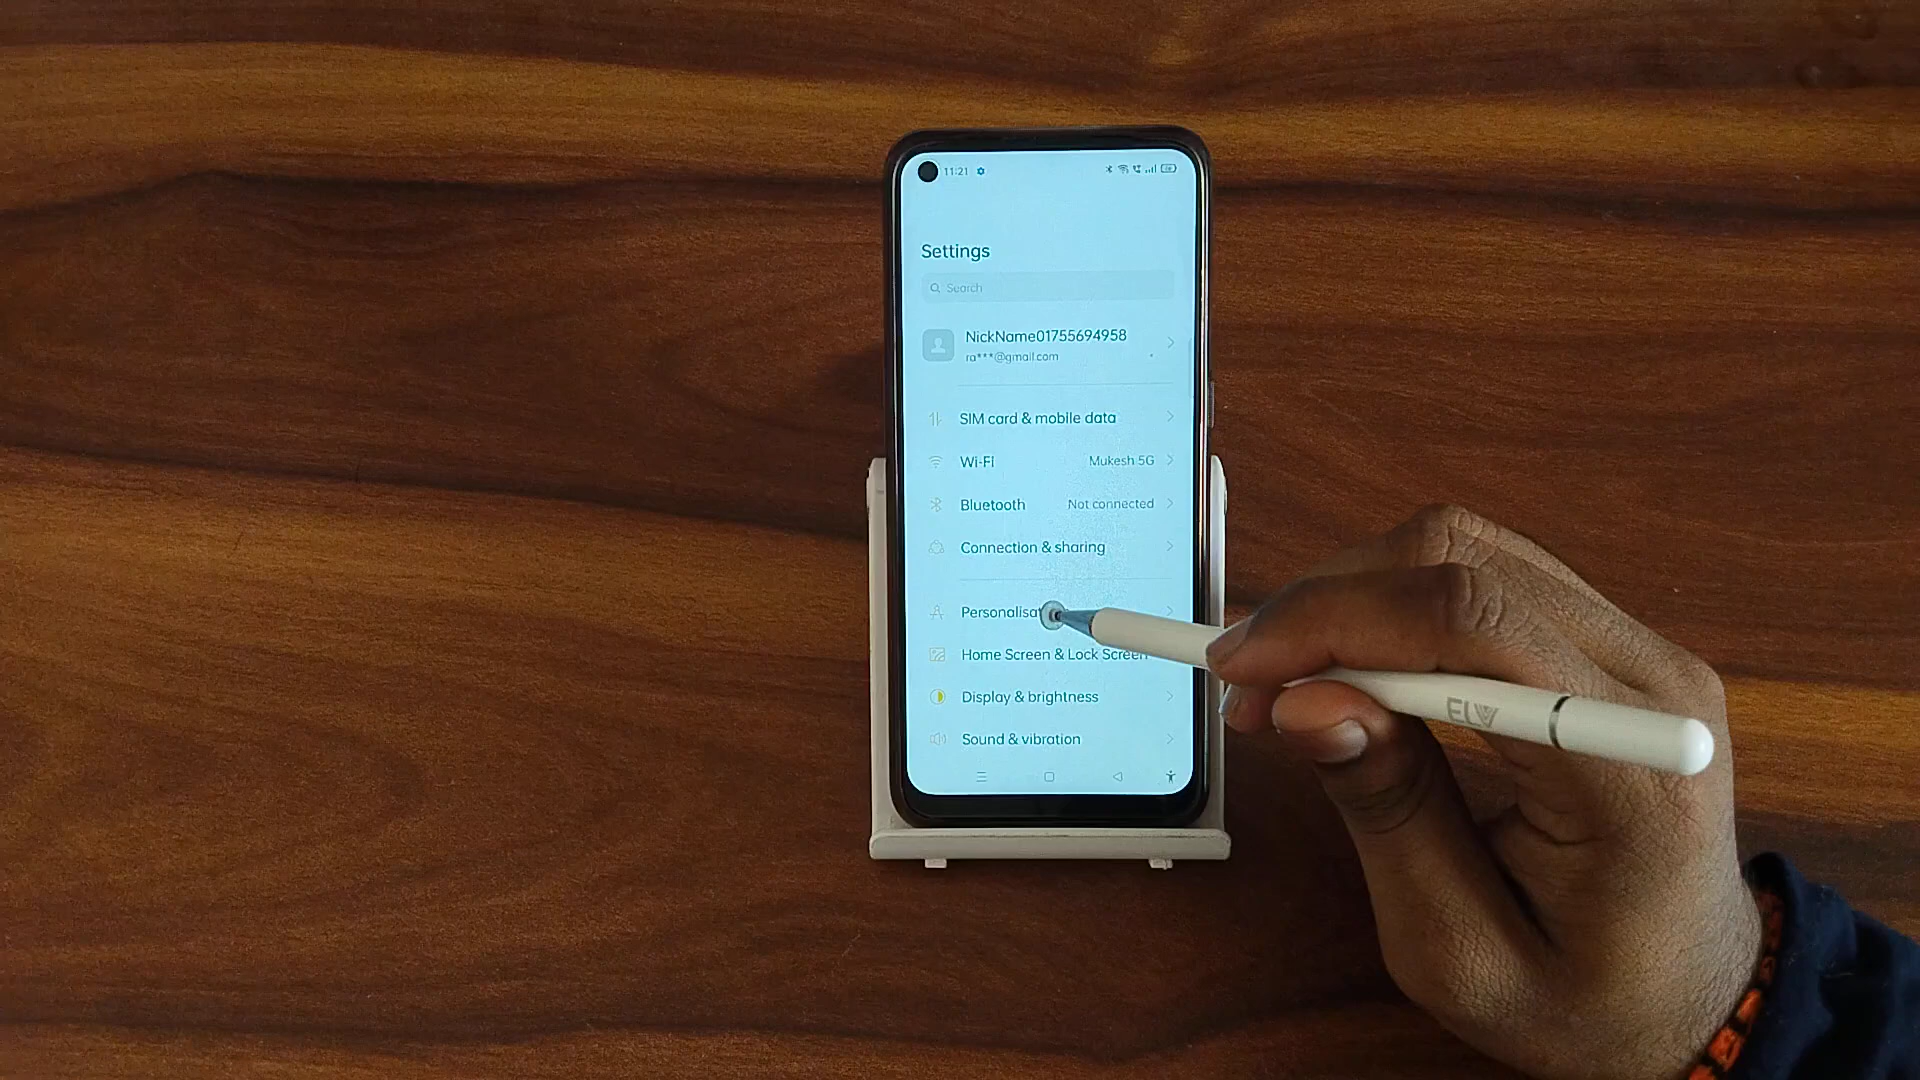 11:21
Settings
Search
NickName01755694958
ra***@gmail.com
SIM card & mobile data
Wi-Fi Mukesh 5G
Bluetooth Not connected
Connection & sharing
Personalisat
Home Screen & Lock Screen
Display & brightness
Sound & vibration
ELV